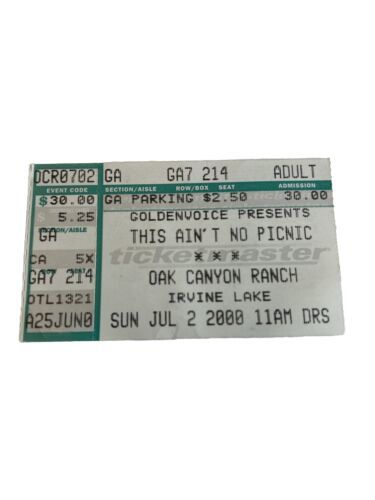 OCR0702 GA GA7 214 ADULT
EVENT CODE SECTION/AISLE ROW/BOX SEAT ADMISSION
$30.00 GA PARKING $2.50 30.00
$ 5.25 GOLDENVOICE PRESENTS
SECTION/AISLE
GA THIS AIN'T NO PICNIC
ticketmaster
CA 5X ***
GA7 214 OAK CANYON RANCH
OTL1321 IRVINE LAKE
A25JUN0 SUN JUL 2 2000 11AM DRS